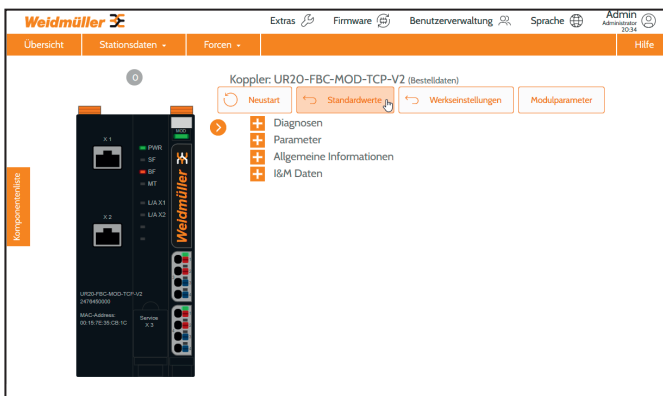 Weidmüller
Extras
Firmware
Benutzerverwaltung
Sprache
Admin
Administrator
20:34
Übersicht
Stationsdaten
Forcen
Hilfe
0
Koppler: UR20-FBC-MOD-TCP-V2 (Bestelldaten)
Neustart
Standardwerte
Werkseinstellungen
Modulparameter
Diagnosen
Parameter
Allgemeine Informationen
I&M Daten
Komponentenliste
X 1
MOD
PWR
SF
BF
MT
L/A X1
L/A X2
X 2
Weidmüller
UR20-FBC-MOD-TCP-V2
2476450000
MAC-Address:
00:15:7E:35:CB:1C
Service
X 3